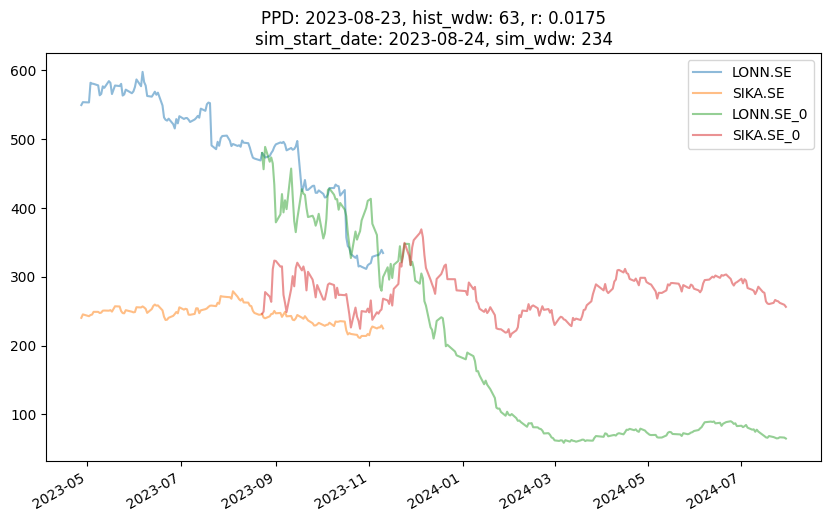 PPD: 2023-08-23, hist_wdw: 63, r: 0.0175
sim_start_date: 2023-08-24, sim_wdw: 234
LONN.SE
SIKA.SE
LONN.SE_0
SIKA.SE_0
600
500
400
300
200
100
2023-05
2023-07
2023-09
2023-11
2024-01
2024-03
2024-05
2024-07